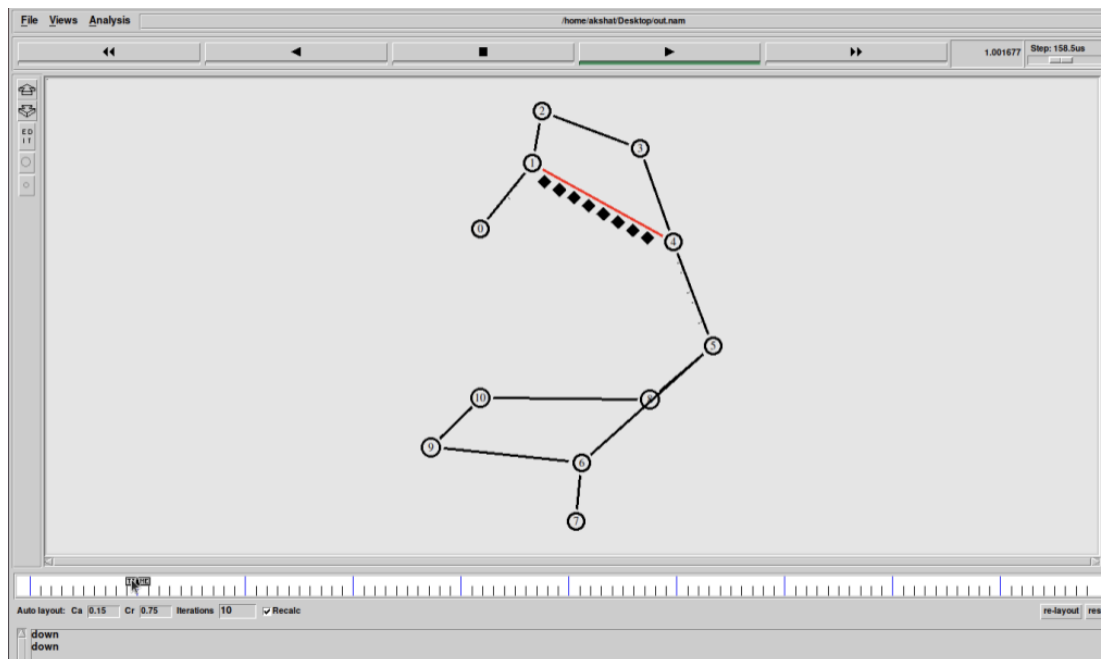 File Views Analysis /home/akshat/Desktop/out.nam
1.001677 Step: 158.5us
ED
IT
2
3
1
0
4
5
10
8
9
6
7
TIME
Auto layout: Ca 0.15 Cr 0.75 Iterations 10 Recalc re-layout res
down
down